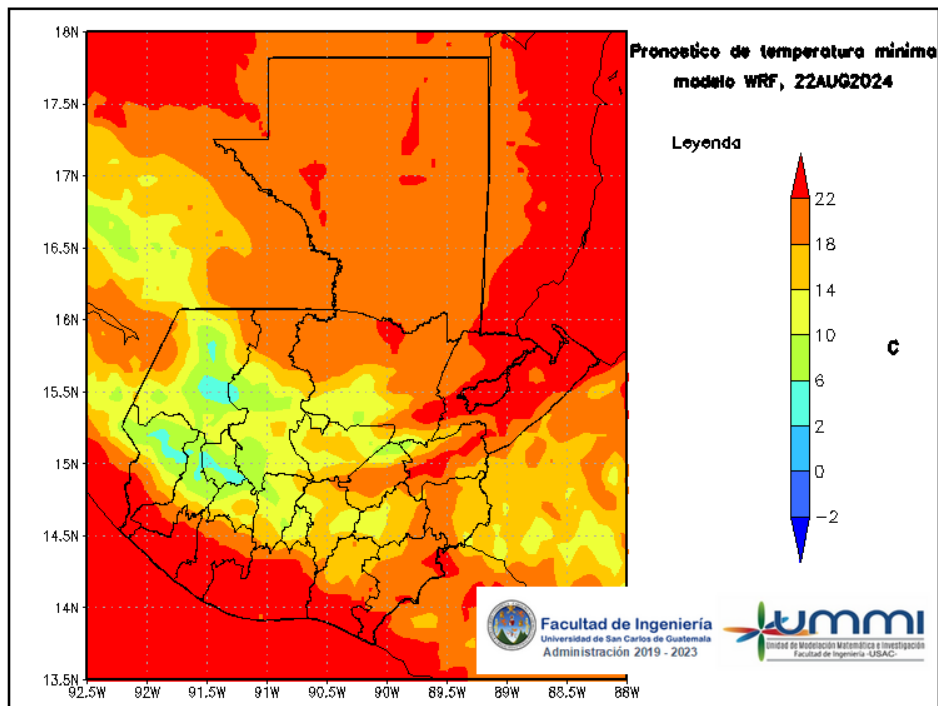 Pronostico de temperatura minima
modelo WRF, 22AUG2024
Leyenda
22
18
14
10
6
2
0
−2
C
18N
17.5N
17N
16.5N
16N
15.5N
15N
14.5N
14N
13.5N
92.5W 92W 91.5W 91W 90.5W 90W 89.5W 89W 88.5W 88W
Facultad de Ingeniería
Universidad de San Carlos de Guatemala
Administración 2019 - 2023
UMMI
Unidad de Modelación Matemática e Investigación
Facultad de Ingeniería -USAC-